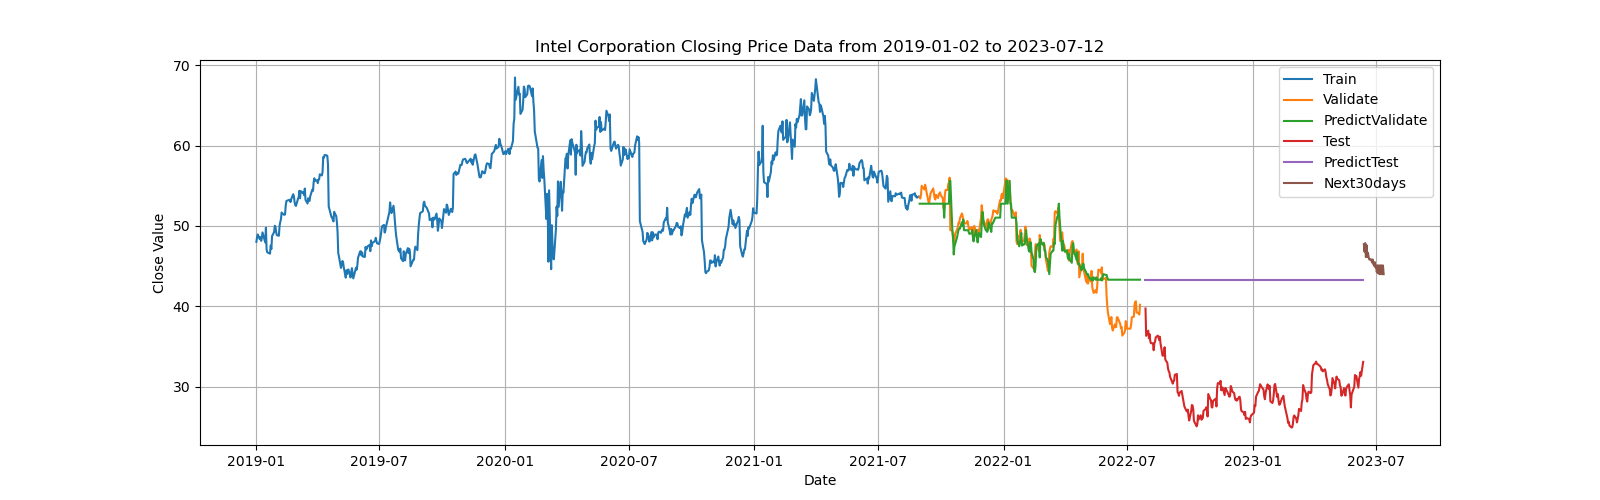 Intel Corporation Closing Price Data from 2019-01-02 to 2023-07-12
70
60
50
40
30
Close Value
2019-01
2019-07
2020-01
2020-07
2021-01
2021-07
2022-01
2022-07
2023-01
2023-07
Date
Train
Validate
PredictValidate
Test
PredictTest
Next30days